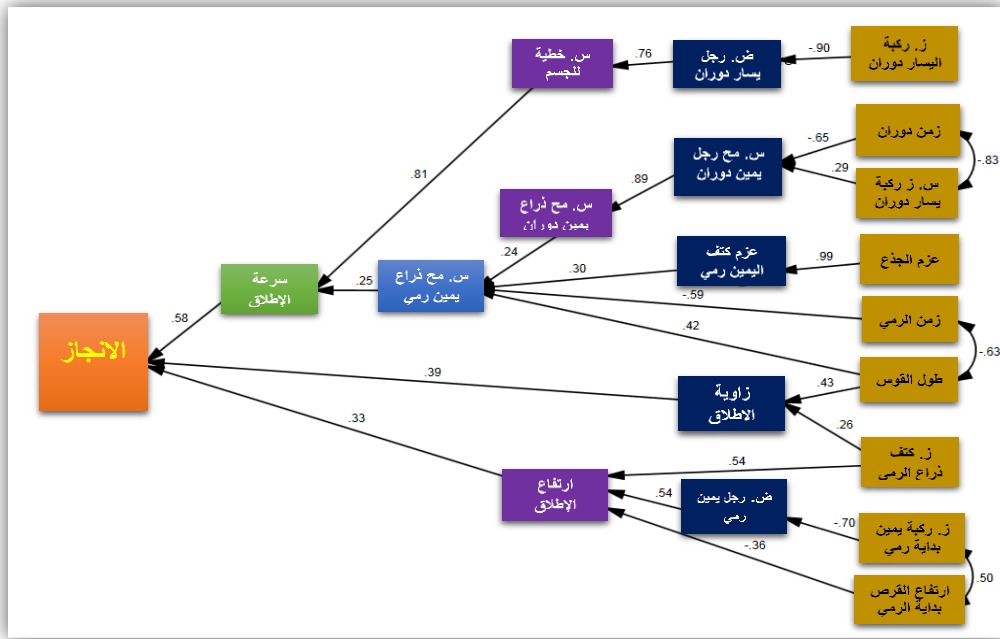 ز. ركبة
اليسار دوران
-.90
ض. رجل
يسار دوران
.76
س. خطية
للجسم
.81
زمن دوران
-.65
-.83
س. ز ركبة
يسار دوران
.29
س. مح رجل
يمين دوران
.89
س. مح ذراع
يمين دوران
.24
عزم الجذع
.99
عزم كتف
اليمين رمي
.30
س. مح ذراع
يمين رمي
.25
سرعة
الإطلاق
.58
زمن الرمي
-.59
-.63
طول القوس
.42
.43
زاوية
الاطلاق
.39
.26
الانجاز
ز. كتف
ذراع الرمي
.54
.33
ارتفاع
الإطلاق
.54
ض. رجل يمين
رمي
-.70
ز. ركبة يمين
بداية رمي
-.36
.50
ارتفاع القرص
بداية الرمي